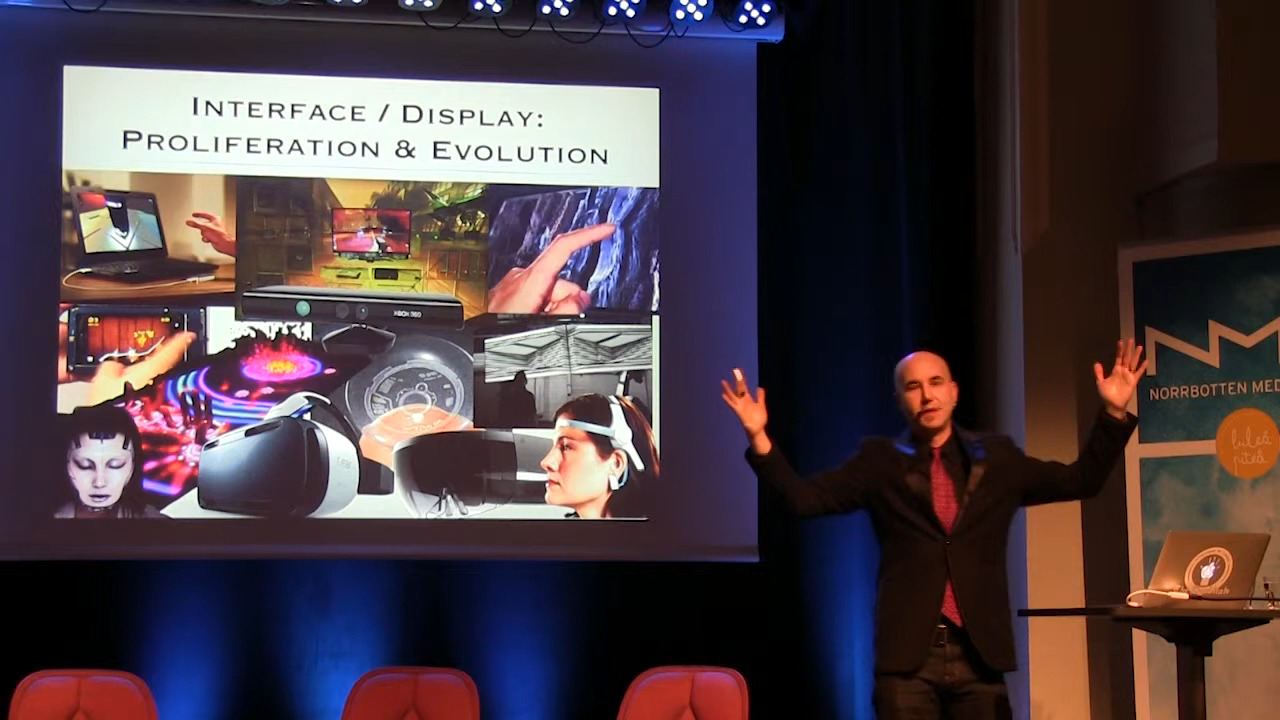 INTERFACE / DISPLAY:
PROLIFERATION & EVOLUTION
XBOX 360
NORRBOTTEN MED
luleå
piteå